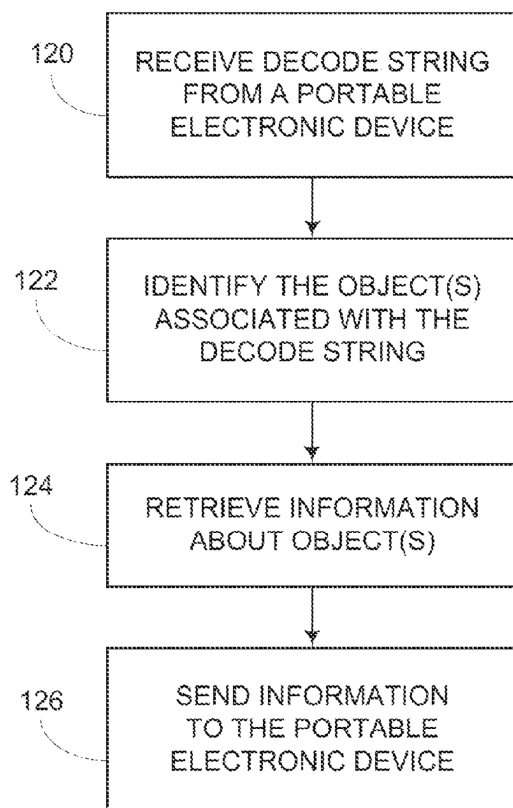 120
RECEIVE DECODE STRING
FROM A PORTABLE
ELECTRONIC DEVICE
122
IDENTIFY THE OBJECT(S)
ASSOCIATED WITH THE
DECODE STRING
124
RETRIEVE INFORMATION
ABOUT OBJECT(S)
126
SEND INFORMATION
TO THE PORTABLE
ELECTRONIC DEVICE